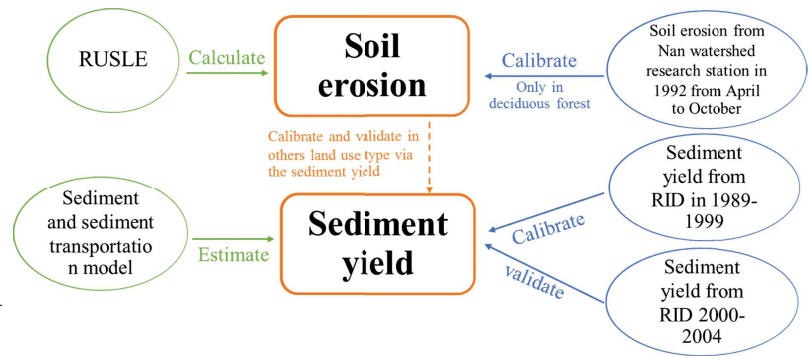 RUSLE
Calculate
Soil
erosion
Calibrate
Only in
deciduous forest
Soil erosion from
Nan watershed
research station in
1992 from April
to October
Calibrate and validate in
others land use type via
the sediment yield
Sediment
and sediment
transportatio
n model
Estimate
Sediment
yield
Calibrate
Sediment
yield from
RID in 1989-
1999
validate
Sediment
yield from
RID 2000-
2004